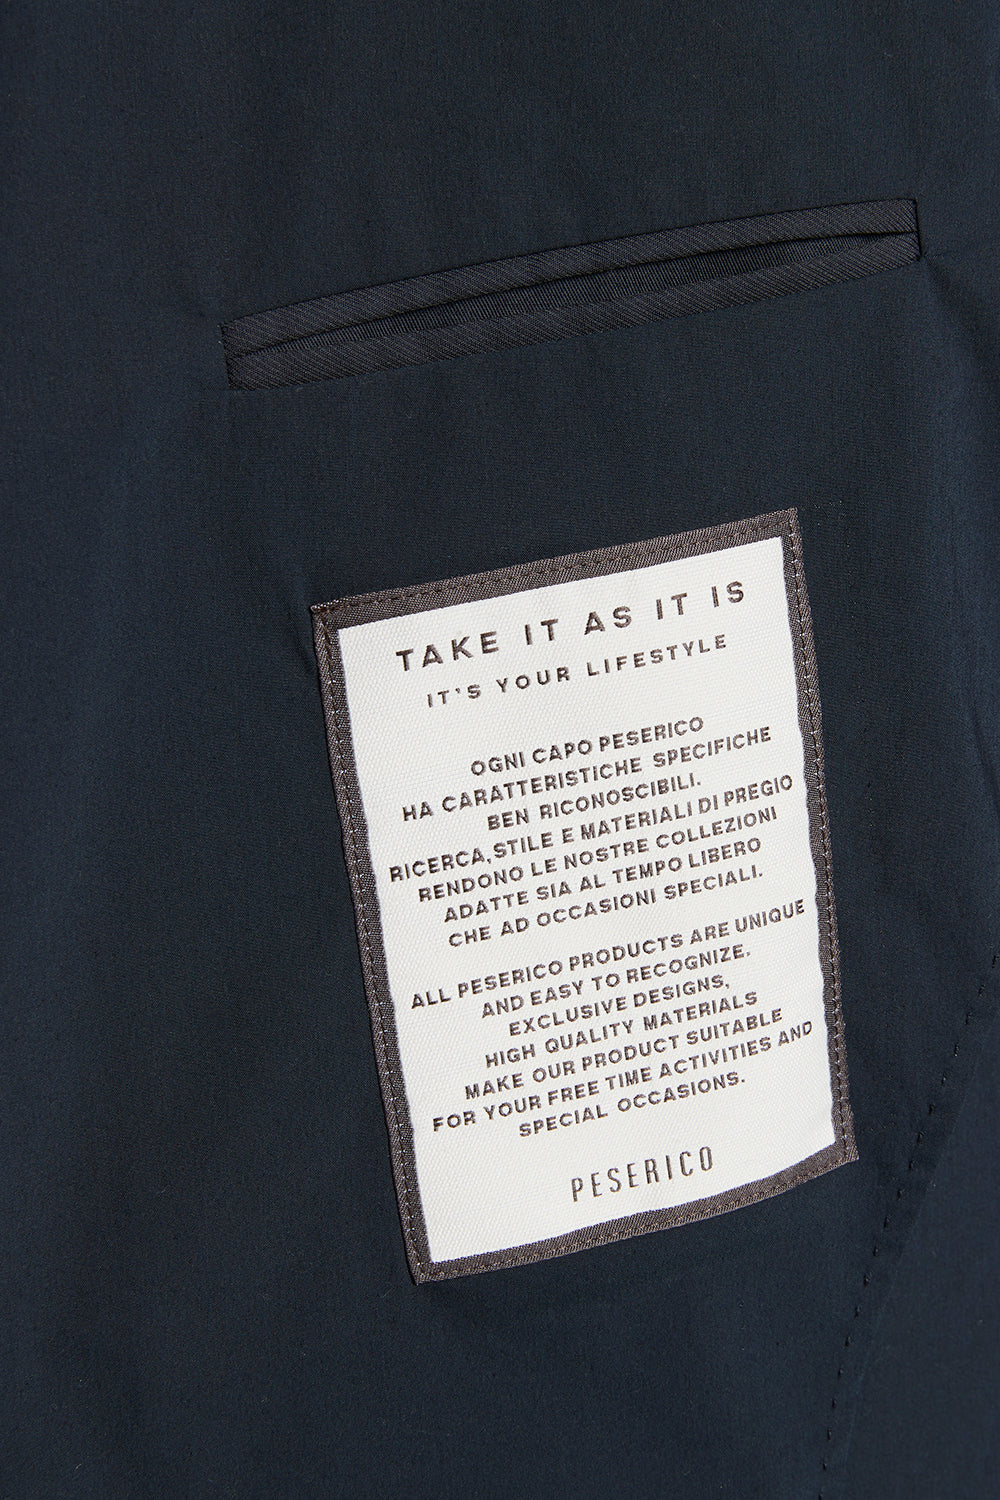 TAKE IT AS IT IS
IT'S YOUR LIFESTYLE
OGNI CAPO PESERICO
HA CARATTERISTICHE SPECIFICHE
BEN RICONOSCIBILI.
RICERCA, STILE E MATERIALI DI PREGIO
RENDONO LE NOSTRE COLLEZIONI
ADATTE SIA AL TEMPO LIBERO
CHE AD OCCASIONI SPECIALI.
ALL PESERICO PRODUCTS ARE UNIQUE
AND EASY TO RECOGNIZE.
EXCLUSIVE DESIGNS,
HIGH QUALITY MATERIALS
MAKE OUR PRODUCT SUITABLE
FOR YOUR FREE TIME ACTIVITIES AND
SPECIAL OCCASIONS.
PESERICO